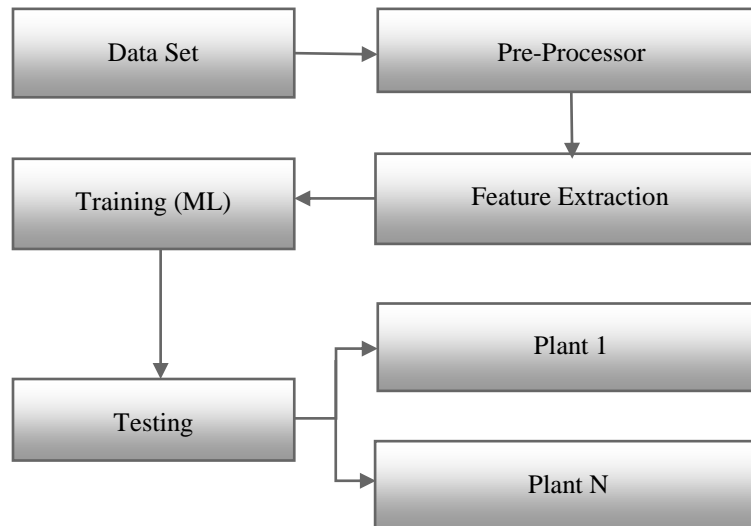 Data Set
Pre-Processor
Feature Extraction
Training (ML)
Testing
Plant 1
Plant N